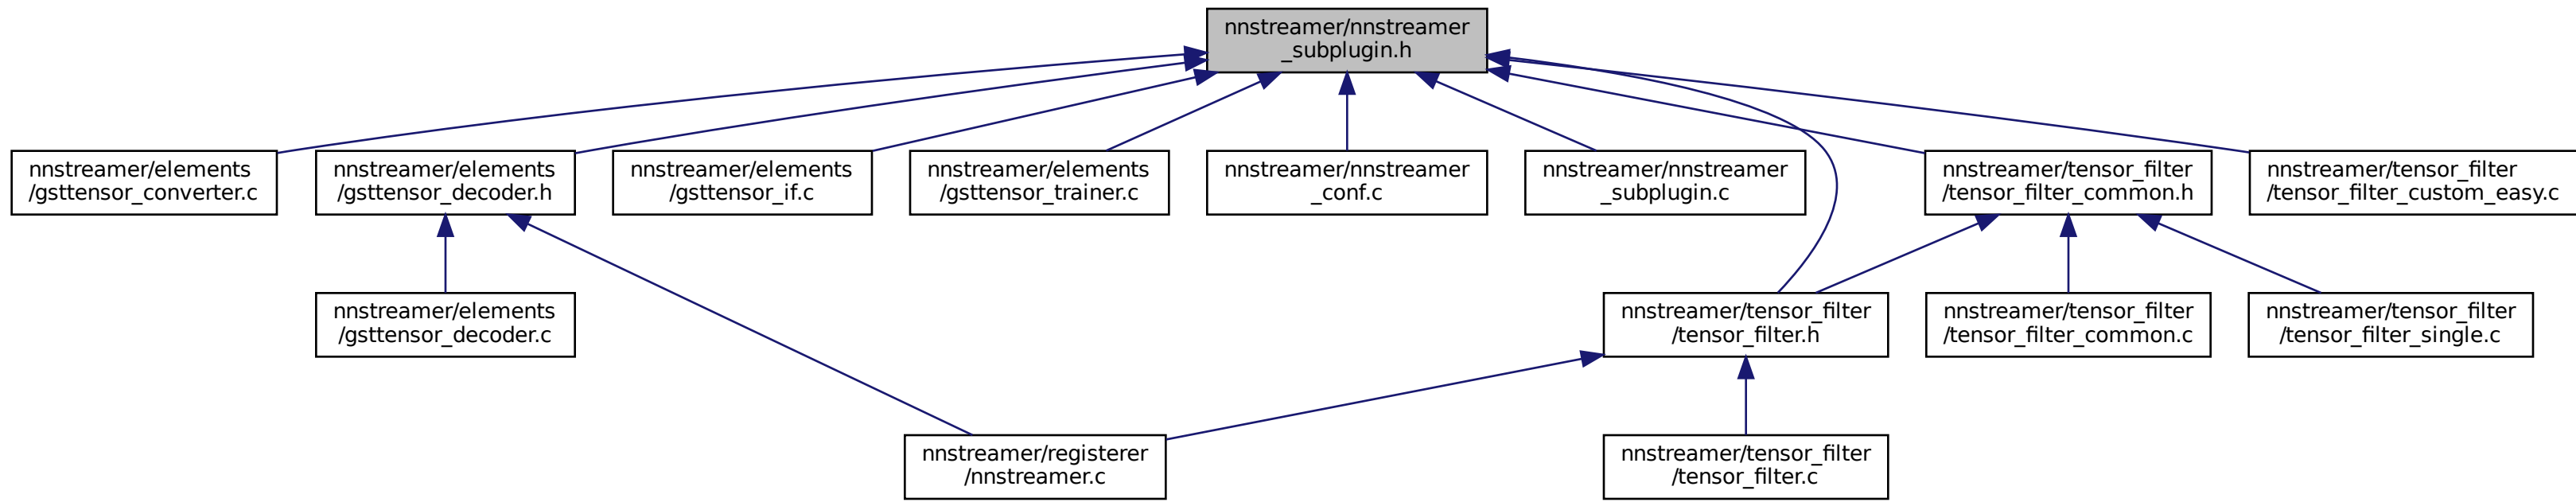 nnstreamer/nnstreamer
_subplugin.h
nnstreamer/elements
/gsttensor_converter.c
nnstreamer/elements
/gsttensor_decoder.h
nnstreamer/elements
/gsttensor_if.c
nnstreamer/elements
/gsttensor_trainer.c
nnstreamer/nnstreamer
_conf.c
nnstreamer/nnstreamer
_subplugin.c
nnstreamer/tensor_filter
/tensor_filter_common.h
nnstreamer/tensor_filter
/tensor_filter_custom_easy.c
nnstreamer/elements
/gsttensor_decoder.c
nnstreamer/tensor_filter
/tensor_filter.h
nnstreamer/tensor_filter
/tensor_filter_common.c
nnstreamer/tensor_filter
/tensor_filter_single.c
nnstreamer/registerer
/nnstreamer.c
nnstreamer/tensor_filter
/tensor_filter.c